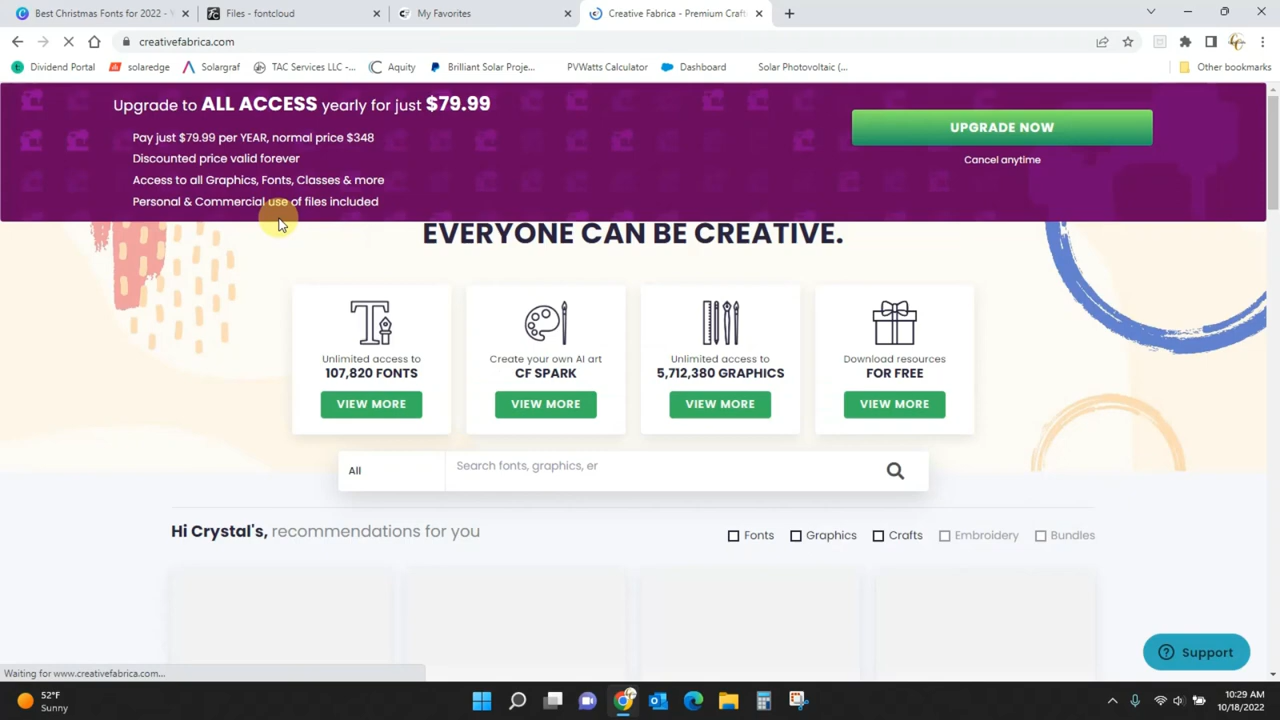 Best Christmas Fonts for 2022 -
Files - fontcloud
My Favorites
Creative Fabrica - Premium Craft
creativefabrica.com
Dividend Portal
solaredge
Solargraf
TAC Services LLC -...
Aquity
Brilliant Solar Proje...
PVWatts Calculator
Dashboard
Solar Photovoltaic (...
Other bookmarks
Upgrade to ALL ACCESS yearly for just $79.99
Pay just $79.99 per YEAR, normal price $348
Discounted price valid forever
Access to all Graphics, Fonts, Classes & more
Personal & Commercial use of files included
UPGRADE NOW
Cancel anytime
EVERYONE CAN BE CREATIVE.
Unlimited access to
107,820 FONTS
VIEW MORE
Create your own AI art
CF SPARK
VIEW MORE
Unlimited access to
5,712,380 GRAPHICS
VIEW MORE
Download resources
FOR FREE
VIEW MORE
All
Search fonts, graphics, er
Hi Crystal's, recommendations for you
Fonts
Graphics
Crafts
Embroidery
Bundles
Support
Waiting for www.creativefabrica.com...
52°F
Sunny
10:29 AM
10/18/2022